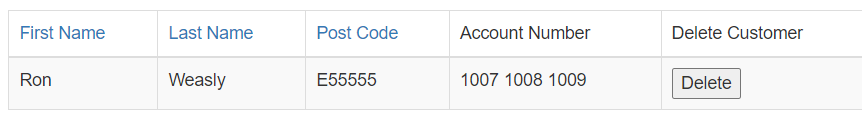 First Name Last Name Post Code Account Number Delete Customer
Ron Weasly E55555 1007 1008 1009 Delete